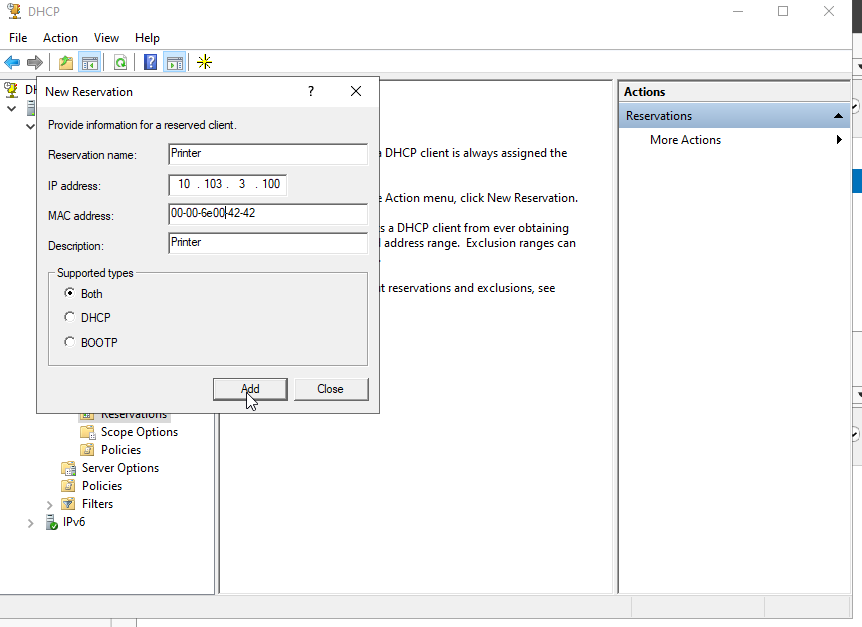 DHCP
File Action View Help
DH
New Reservation ?
Provide information for a reserved client.
Reservation name: Printer
IP address: 10 . 103 . 3 . 100
MAC address: 00-00-6e00-42-42
Description: Printer
Supported types
Both
DHCP
BOOTP
Add Close
Reservations
Scope Options
Policies
Server Options
Policies
Filters
IPv6
a DHCP client is always assigned the
e Action menu, click New Reservation.
s a DHCP client from ever obtaining
address range. Exclusion ranges can
.
t reservations and exclusions, see
Actions
Reservations
More Actions